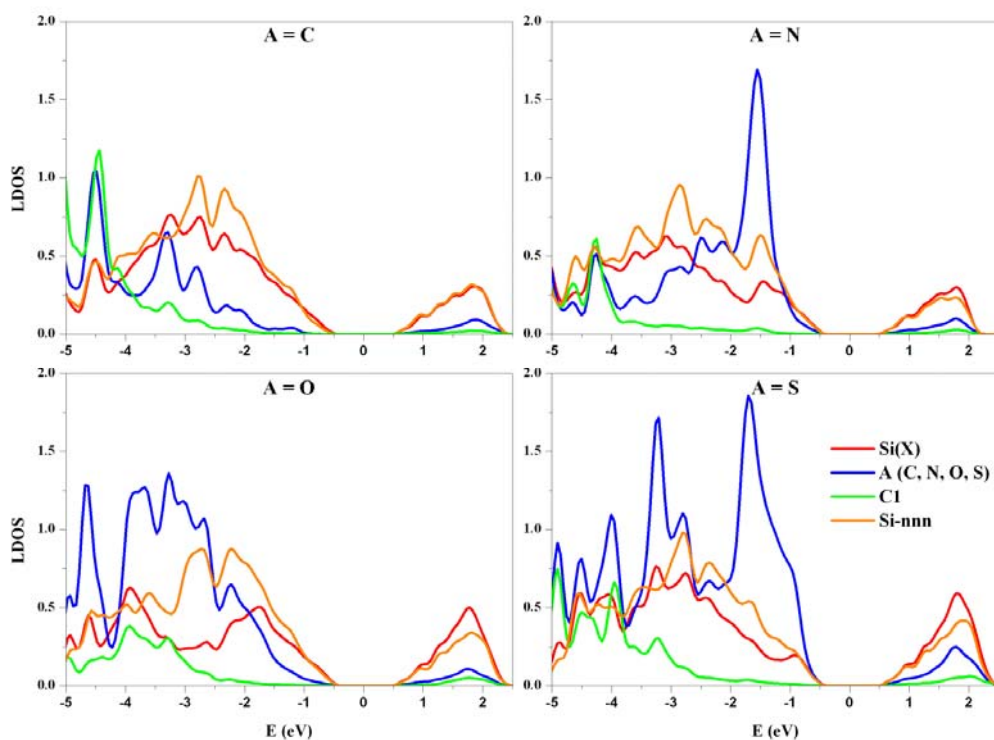 A = C
A = N
2.0
1.5
1.0
0.5
0.0
LDOS
-5 -4 -3 -2 -1 0 1 2
-5 -4 -3 -2 -1 0 1 2
A = O
A = S
2.0
1.5
1.0
0.5
0.0
LDOS
2.0
1.5
1.0
0.5
0.0
2.0
1.5
1.0
0.5
0.0
Si(X)
A (C, N, O, S)
C1
Si-nnn
-5 -4 -3 -2 -1 0 1 2
-5 -4 -3 -2 -1 0 1 2
E (eV)
E (eV)